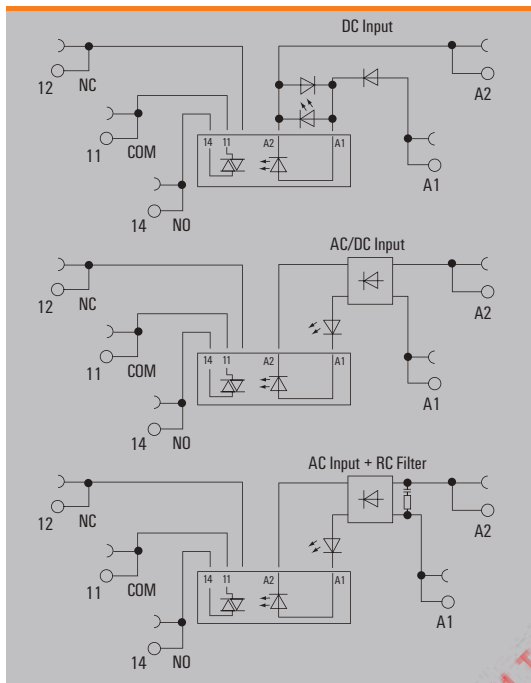 DC Input
12 NC
A2
11 COM
14 11 A2 A1
A1
14 NO
AC/DC Input
12 NC
A2
11 COM
14 11 A2 A1
A1
14 NO
AC Input + RC Filter
12 NC
A2
11 COM
14 11 A2 A1
A1
14 NO